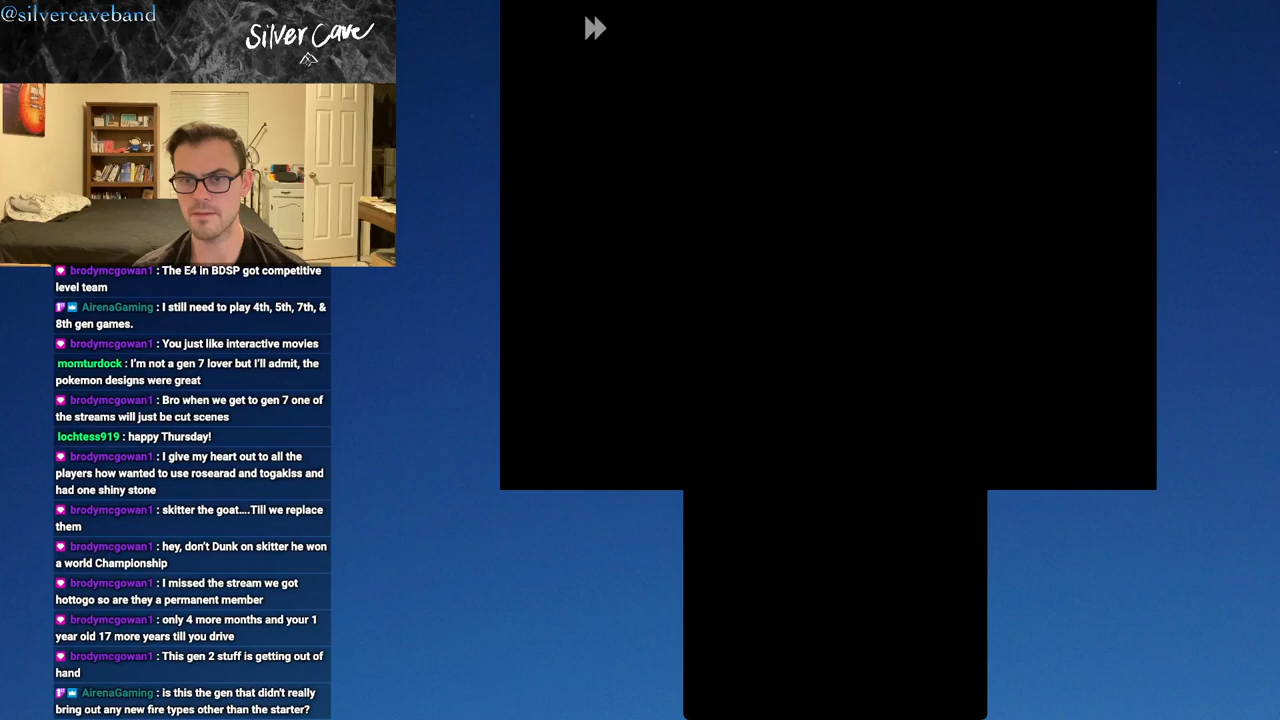 @silvercaveband
Silver Cave
brodymcgowan1 : The E4 in BDSP got competitive
level team
AirenaGaming : I still need to play 4th, 5th, 7th, &
8th gen games.
brodymcgowan1 : You just like interactive movies
momturdock : I'm not a gen 7 lover but I'll admit, the
pokemon designs were great
brodymcgowan1 : Bro when we get to gen 7 one of
the streams will just be cut scenes
lochtess919 : happy Thursday!
brodymcgowan1 : I give my heart out to all the
players how wanted to use rosearad and togakiss and
had one shiny stone
brodymcgowan1 : skitter the goat....Till we replace
them
brodymcgowan1 : hey, don't Dunk on skitter he won
a world Championship
brodymcgowan1 : I missed the stream we got
hottogo so are they a permanent member
brodymcgowan1 : only 4 more months and your 1
year old 17 more years till you drive
brodymcgowan1 : This gen 2 stuff is getting out of
hand
AirenaGaming : is this the gen that didn't really
bring out any new fire types other than the starter?